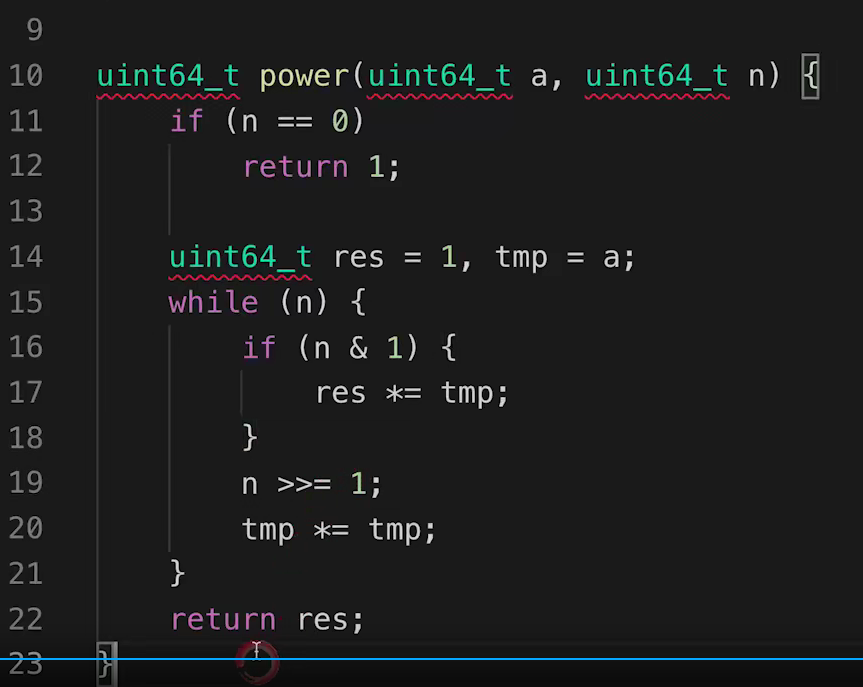 9
10 uint64_t power(uint64_t a, uint64_t n) {
11     if (n == 0)
12         return 1;
13
14     uint64_t res = 1, tmp = a;
15     while (n) {
16         if (n & 1) {
17             res *= tmp;
18         }
19         n >>= 1;
20         tmp *= tmp;
21     }
22     return res;
23 }